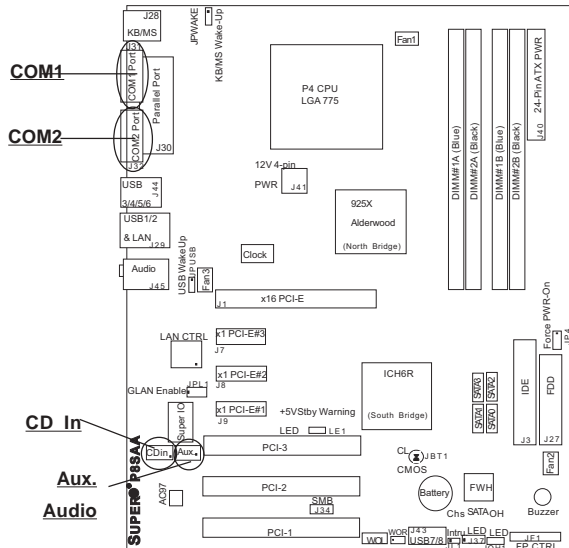 J28
KB/MS
JPWAKE
KB/MS Wake-Up
Fan1
COM1
J31
COM1 Port
Parallel Port
J30
COM2
COM2 Port
P4 CPU
LGA 775
24-Pin ATX PWR
J40
DIMM#1A (Blue)
DIMM#2A (Black)
DIMM#1B (Blue)
DIMM#2B (Black)
12V 4-pin
PWR
J41
USB
3/4/5/6
J44
USB1/2
& LAN
J29
925X
Alderwood
(North Bridge)
Clock
Audio
J45
USB WakeUp
JPUSB
Fan3
x16 PCI-E
J1
LAN CTRL
x1 PCI-E#3
J7
x1 PCI-E#2
J8
GLAN Enable
JPL1
x1 PCI-E#1
J9
Super IO
+5VStby Warning
LED
LE1
ICH6R
(South Bridge)
SATA3
SATA2
SATA1
SATA0
Force PWR-On
JP4
IDE
J3
FDD
J27
Fan2
CD In
CDin
Aux.
PCI-3
CL
CMOS
JBT1
Aux.
Audio
SUPER® P8SAA
AC97
PCI-2
SMB
J34
Battery
FWH
Buzzer
Chs SATA OH
PCI-1
WOL
WOR
J43
USB7/8
Intru
LED
LED
JL1
J37
JF1
FP CTRL